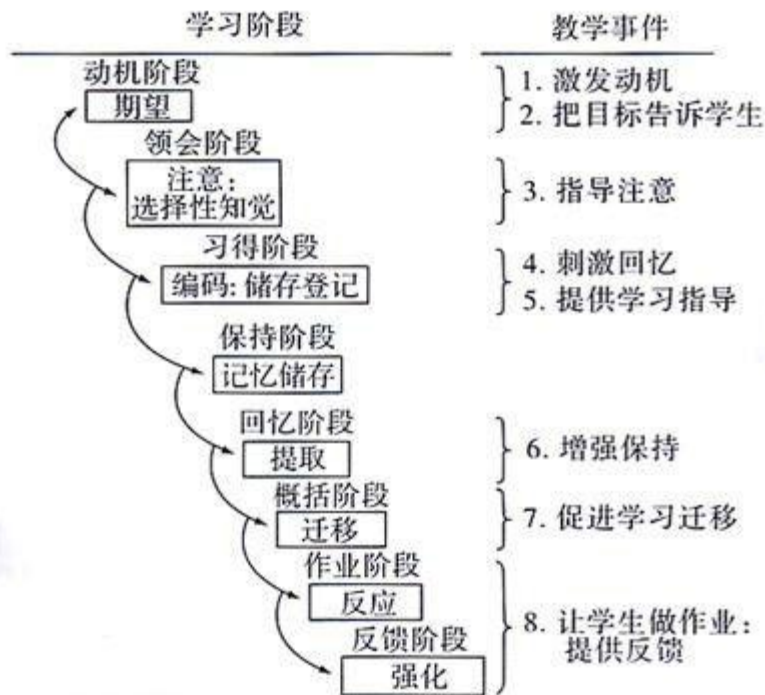 学习阶段
教学事件
动机阶段
期望
1. 激发动机
2. 把目标告诉学生
领会阶段
注意:
选择性知觉
3. 指导注意
习得阶段
编码: 储存登记
4. 刺激回忆
5. 提供学习指导
保持阶段
记忆储存
回忆阶段
提取
6. 增强保持
概括阶段
迁移
7. 促进学习迁移
作业阶段
反应
反馈阶段
强化
8. 让学生做作业:
提供反馈